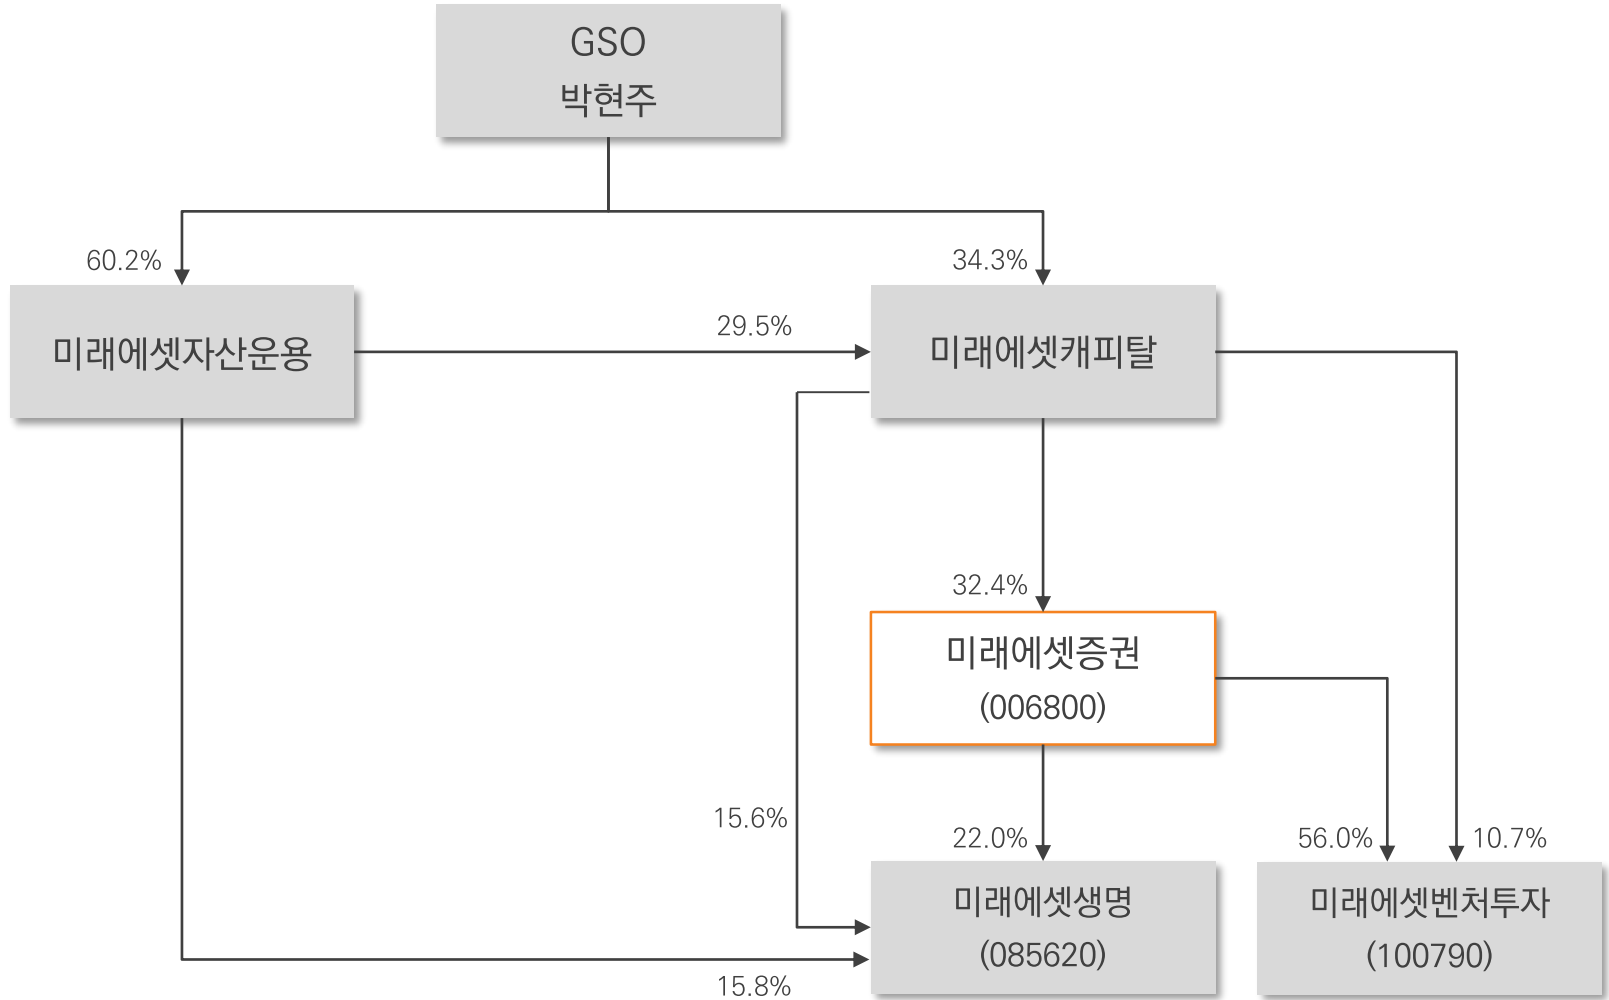 GSO
박현주
60.2%
34.3%
미래에셋자산운용
29.5%
미래에셋캐피탈
32.4%
미래에셋증권
(006800)
15.6%
22.0%
56.0%
10.7%
미래에셋생명
(085620)
미래에셋벤처투자
(100790)
15.8%